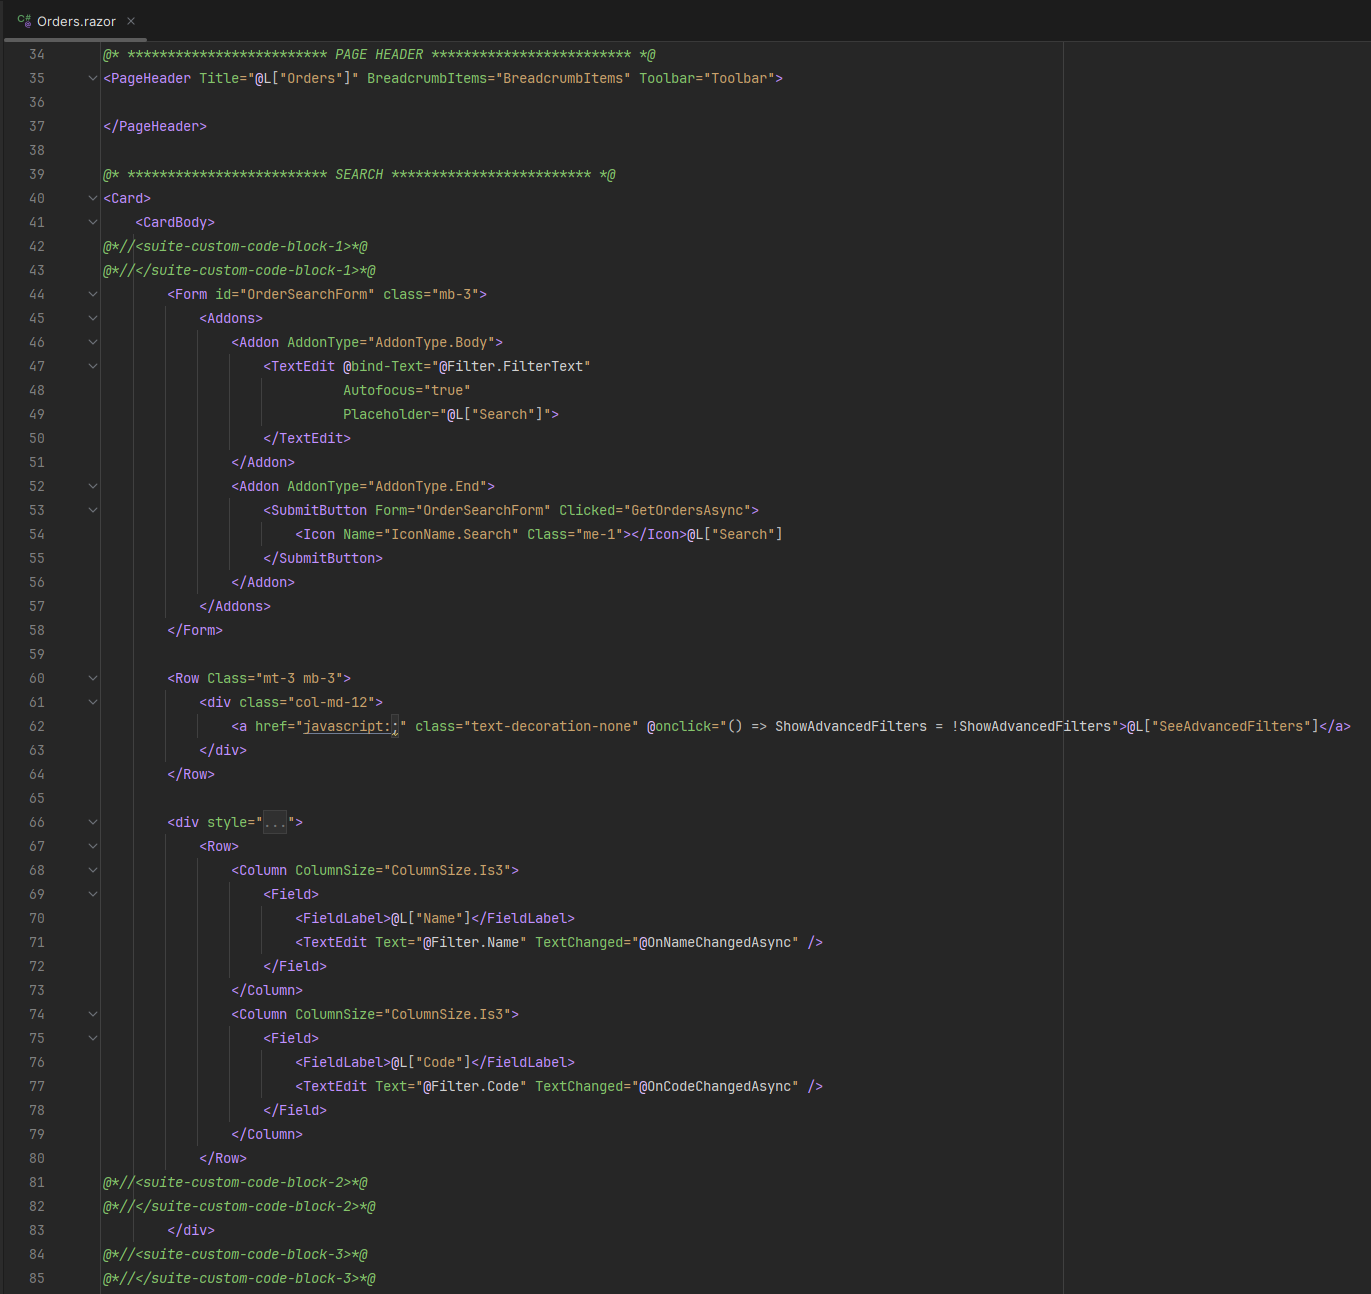 C# Orders.razor ×
34 @* ************************* PAGE HEADER ************************* *@
35 <PageHeader Title="@L["Orders"]" BreadcrumbItems="BreadcrumbItems" Toolbar="Toolbar">
36
37 </PageHeader>
38
39 @* ************************* SEARCH ************************* *@
40 <Card>
41     <CardBody>
42 @*//<suite-custom-code-block-1>*@
43 @*//</suite-custom-code-block-1>*@
44         <Form id="OrderSearchForm" class="mb-3">
45             <Addons>
46                 <Addon AddonType="AddonType.Body">
47                     <TextEdit @bind-Text="@Filter.FilterText"
48                               Autofocus="true"
49                               Placeholder="@L["Search"]">
50                     </TextEdit>
51                 </Addon>
52                 <Addon AddonType="AddonType.End">
53                     <SubmitButton Form="OrderSearchForm" Clicked="GetOrdersAsync">
54                         <Icon Name="IconName.Search" Class="me-1"></Icon>@L["Search"]
55                     </SubmitButton>
56                 </Addon>
57             </Addons>
58         </Form>
59
60         <Row Class="mt-3 mb-3">
61             <div class="col-md-12">
62                 <a href="javascript:;" class="text-decoration-none" @onclick="() => ShowAdvancedFilters = !ShowAdvancedFilters">@L["SeeAdvancedFilters"]</a>
63             </div>
64         </Row>
65
66         <div style="...">
67             <Row>
68                 <Column ColumnSize="ColumnSize.Is3">
69                     <Field>
70                         <FieldLabel>@L["Name"]</FieldLabel>
71                         <TextEdit Text="@Filter.Name" TextChanged="@OnNameChangedAsync" />
72                     </Field>
73                 </Column>
74                 <Column ColumnSize="ColumnSize.Is3">
75                     <Field>
76                         <FieldLabel>@L["Code"]</FieldLabel>
77                         <TextEdit Text="@Filter.Code" TextChanged="@OnCodeChangedAsync" />
78                     </Field>
79                 </Column>
80             </Row>
81 @*//<suite-custom-code-block-2>*@
82 @*//</suite-custom-code-block-2>*@
83         </div>
84 @*//<suite-custom-code-block-3>*@
85 @*//</suite-custom-code-block-3>*@